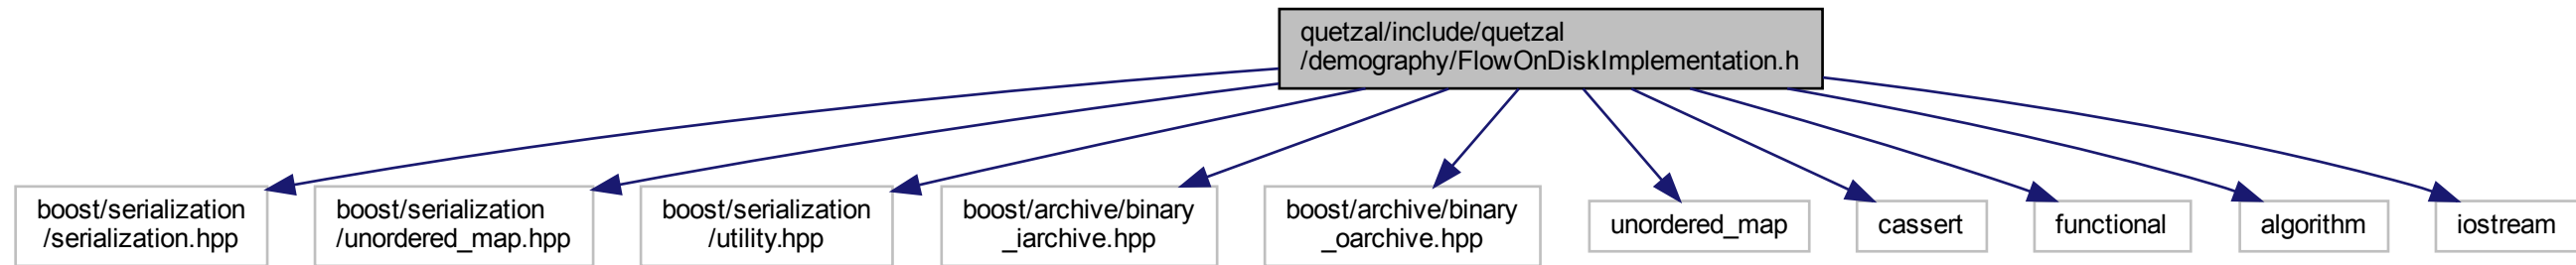 quetzal/include/quetzal
/demography/FlowOnDiskImplementation.h
boost/serialization
/serialization.hpp
boost/serialization
/unordered_map.hpp
boost/serialization
/utility.hpp
boost/archive/binary
_iarchive.hpp
boost/archive/binary
_oarchive.hpp
unordered_map
cassert
functional
algorithm
iostream